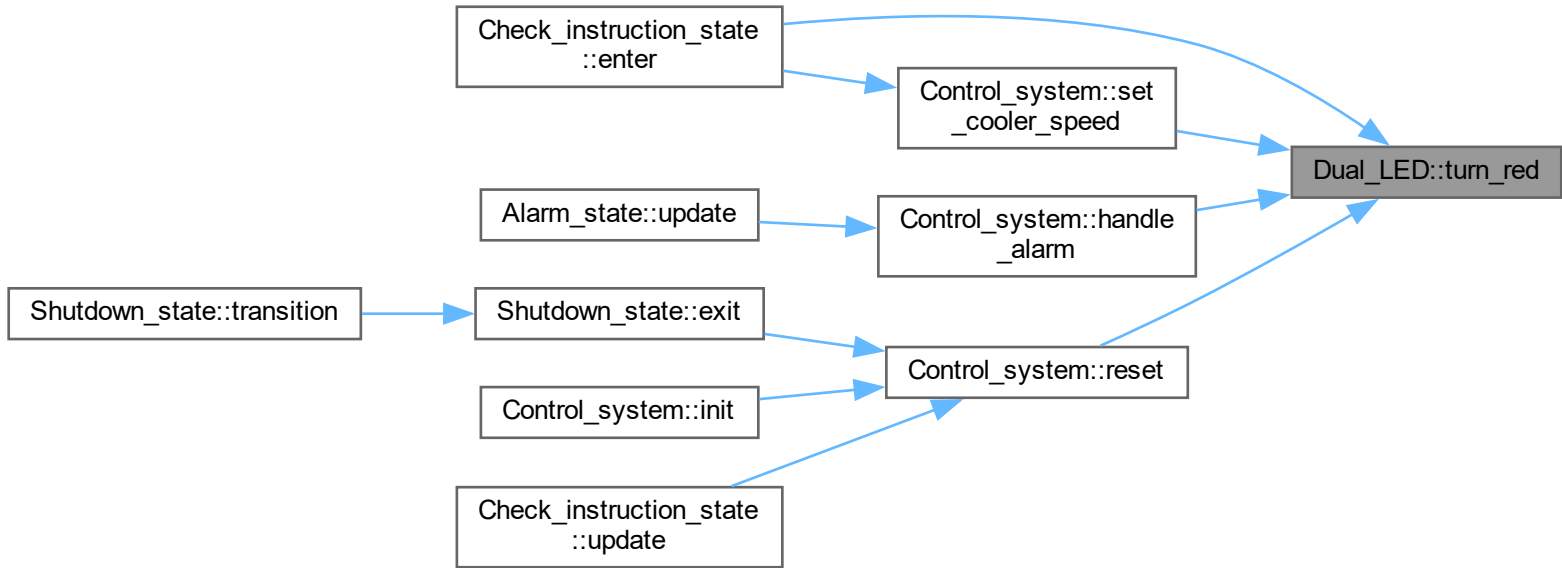 Check_instruction_state
::enter
Control_system::set
_cooler_speed
Dual_LED::turn_red
Alarm_state::update
Control_system::handle
_alarm
Shutdown_state::transition
Shutdown_state::exit
Control_system::reset
Control_system::init
Check_instruction_state
::update